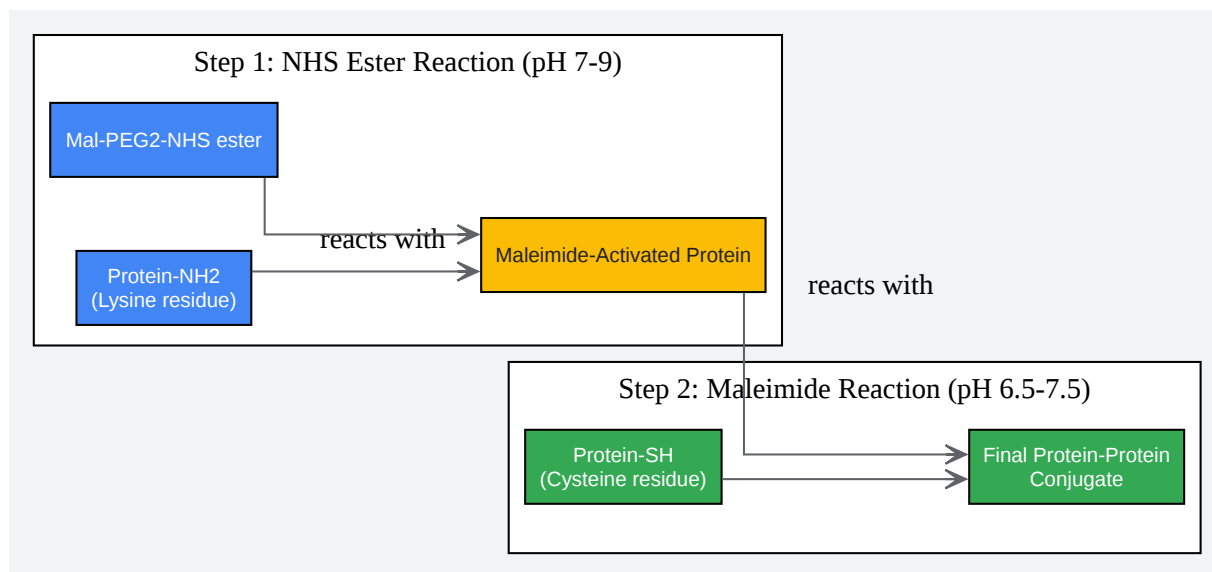 Step 1: NHS Ester Reaction (pH 7-9)
Mal-PEG2-NHS ester
reacts with
Maleimide-Activated Protein
Protein-NH2
(Lysine residue)
reacts with
Step 2: Maleimide Reaction (pH 6.5-7.5)
Protein-SH
(Cysteine residue)
Final Protein-Protein
Conjugate